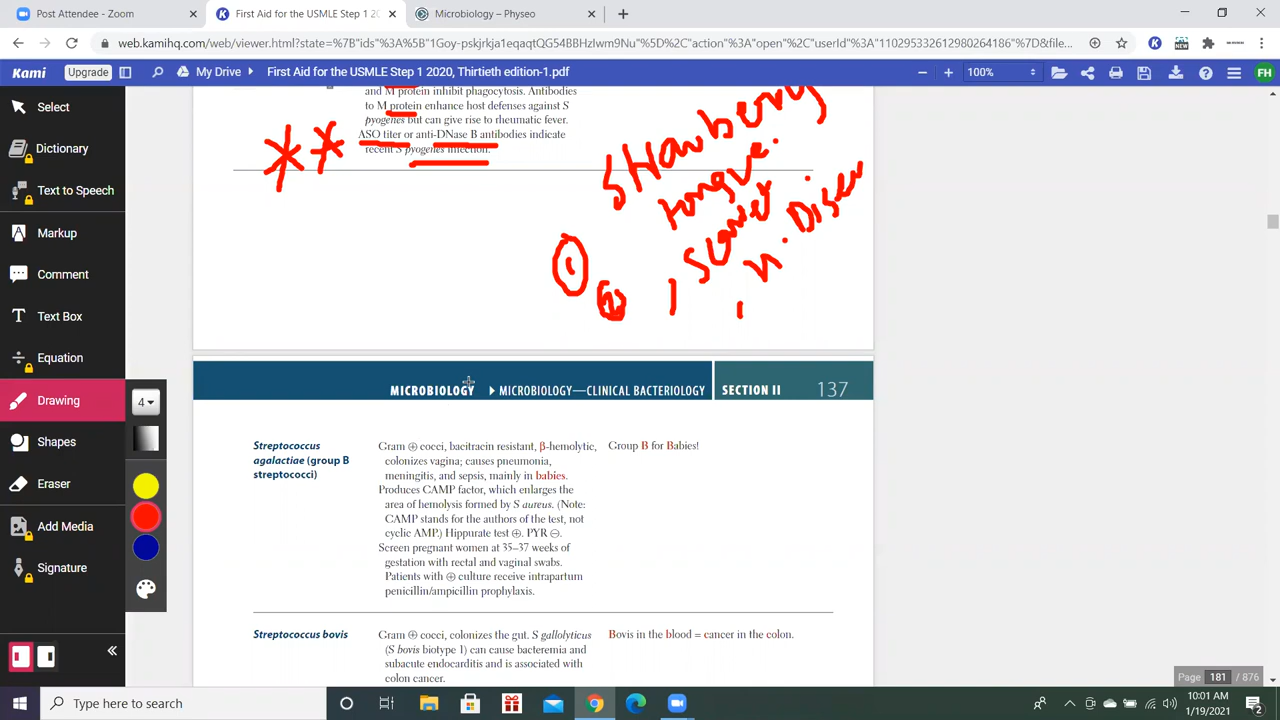 Post Attendee - Zoom
First Aid for the USMLE Step 1 2
Microbiology – Physeo
web.kamihq.com/web/viewer.html?state=%7B"ids"%3A%5B"1Goy-pskjrkja1eqaqtQG54BBHzIwm9Nu"%5D%2C"action"%3A"open"%2C"userId"%3A"110295332612980264186"%7D&file...
NEW
Kami
Upgrade
My Drive
First Aid for the USMLE Step 1 2020, Thirtieth edition-1.pdf
100%
FH
Select
Dictionary
Text to Speech
Markup
Comment
Text Box
Equation
Drawing
Shapes
Eraser
Add Media
Signature
4
and M protein inhibit phagocytosis. Antibodies
to M protein enhance host defenses against S
pyogenes but can give rise to rheumatic fever.
ASO titer or anti-DNase B antibodies indicate
recent S pyogenes infection.
Strawberry
tongue.
MICROBIOLOGY ▶ MICROBIOLOGY—CLINICAL BACTERIOLOGY SECTION II 137
Streptococcus
agalactiae (group B
streptococci)
Gram ⊕ cocci, bacitracin resistant, β-hemolytic,
colonizes vagina; causes pneumonia,
meningitis, and sepsis, mainly in babies.
Produces CAMP factor, which enlarges the
area of hemolysis formed by S aureus. (Note:
CAMP stands for the authors of the test, not
cyclic AMP.) Hippurate test ⊕. PYR ⊖.
Screen pregnant women at 35–37 weeks of
gestation with rectal and vaginal swabs.
Patients with ⊕ culture receive intrapartum
penicillin/ampicillin prophylaxis.
Group B for Babies!
Streptococcus bovis
Gram ⊕ cocci, colonizes the gut. S gallolyticus
(S bovis biotype 1) can cause bacteremia and
subacute endocarditis and is associated with
colon cancer.
Bovis in the blood = cancer in the colon.
Page 181 / 876
Type here to search
10:01 AM
1/19/2021
2